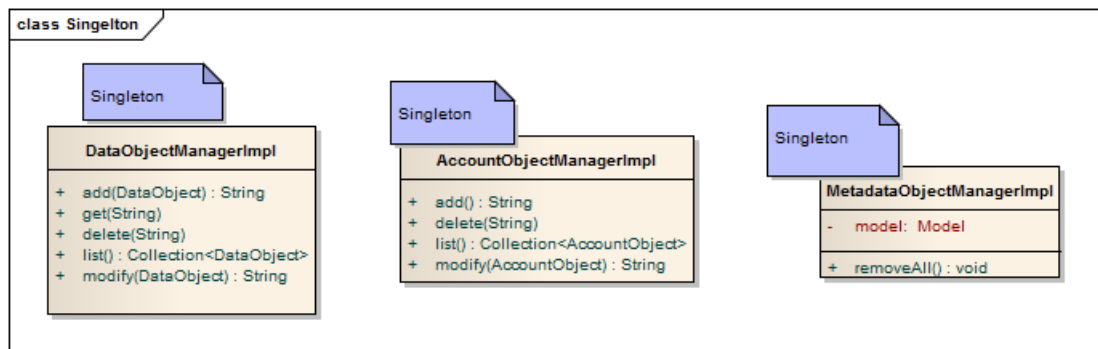 class Singelton
Singleton
DataObjectManagerImpl
+ add(DataObject) : String
+ get(String)
+ delete(String)
+ list() : Collection<DataObject>
+ modify(DataObject) : String
Singleton
AccountObjectManagerImpl
+ add() : String
+ delete(String)
+ list() : Collection<AccountObject>
+ modify(AccountObject) : String
Singleton
MetadataObjectManagerImpl
- model: Model
+ removeAll() : void